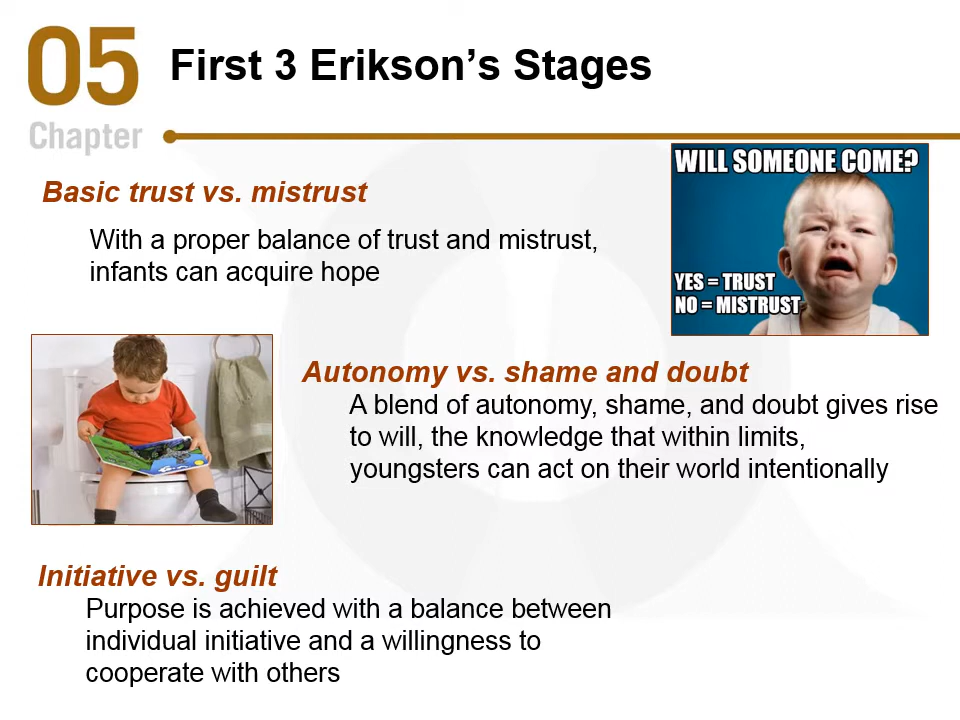 05
Chapter
First 3 Erikson’s Stages
Basic trust vs. mistrust
With a proper balance of trust and mistrust,
infants can acquire hope
WILL SOMEONE COME?
YES = TRUST
NO = MISTRUST
Autonomy vs. shame and doubt
A blend of autonomy, shame, and doubt gives rise
to will, the knowledge that within limits,
youngsters can act on their world intentionally
Initiative vs. guilt
Purpose is achieved with a balance between
individual initiative and a willingness to
cooperate with others